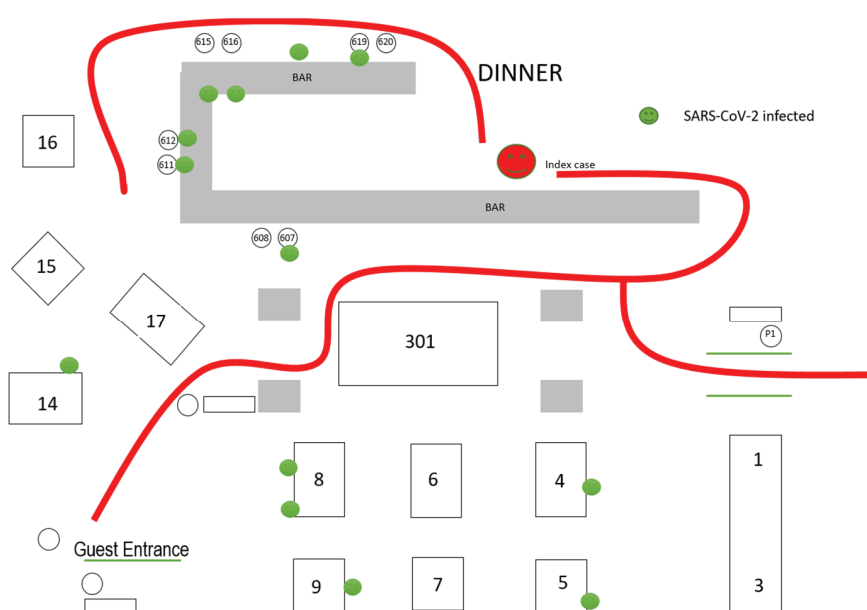 615 616 619 620
DINNER
BAR
SARS-CoV-2 infected
16
612
Index case
611
BAR
608 607
15
17
P1
301
14
8 6 4 1
Guest Entrance
9 7 5 3